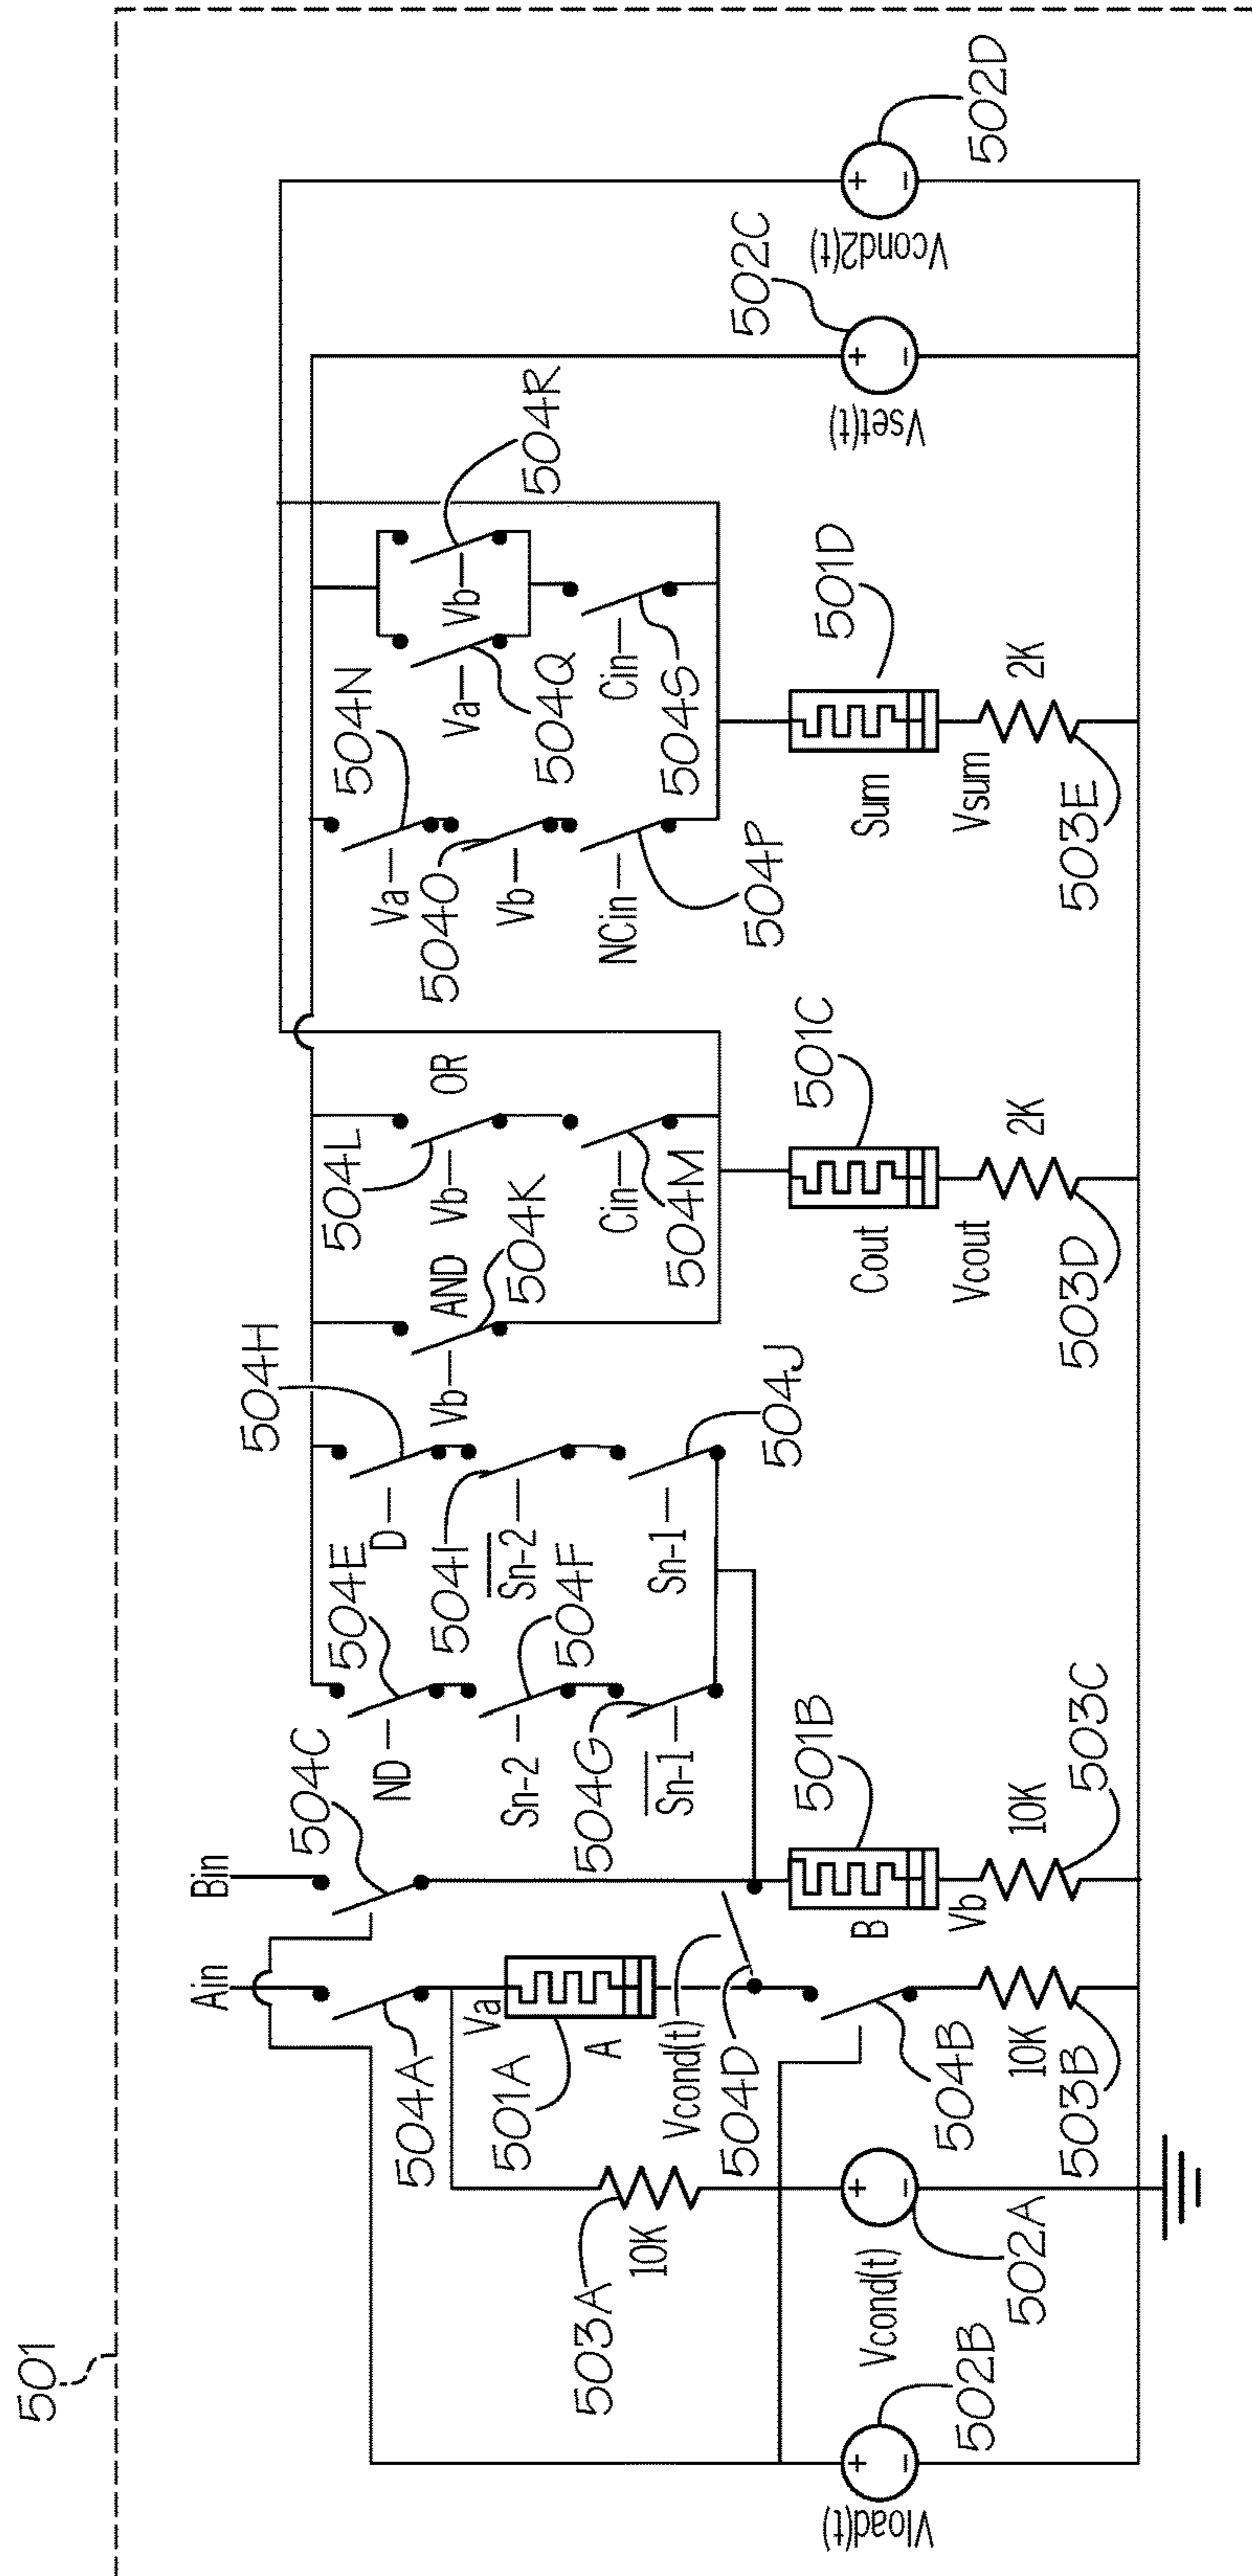 501
Ain
Bin
504A
504C
Va
501A
A
503A
10K
Vcond(t)
504D
504B
10K
503B
Vcond(t)
502A
Vload(t)
502B
B
501B
Vb
10K
503C
ND
504E
Sn-2
504F
504G
Sn-1
504H
D
504I
Sn-2
Sn-1
504J
Vb
AND
504K
504L
Vb
OR
Cin
504M
Cout
501C
Vcout
2K
503D
504N
Va
504O
Vb
NCin
504P
Va
504Q
Vb
504R
Cin
504S
Sum
501D
Vsum
2K
503E
502C
Vset(t)
502D
Vcond2(t)